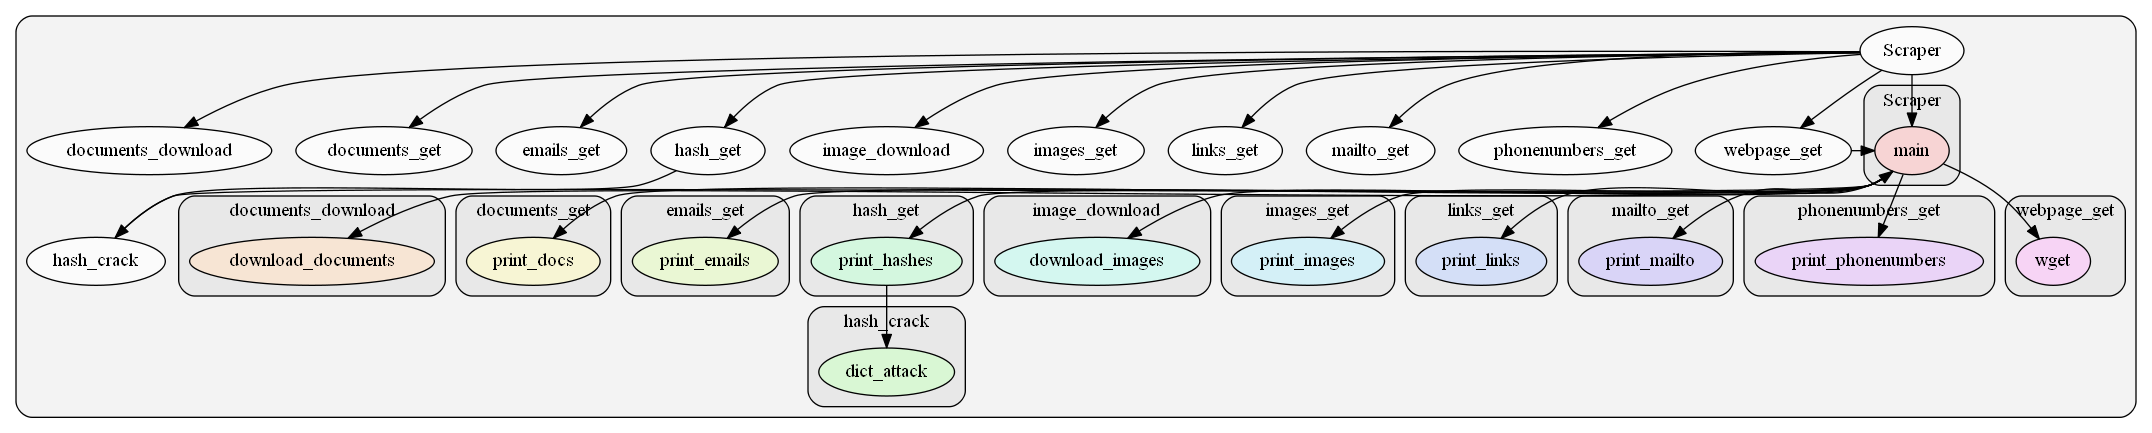 Scraper
Scraper
documents_download
documents_get
emails_get
hash_get
image_download
images_get
links_get
mailto_get
phonenumbers_get
webpage_get
main
documents_download
documents_get
emails_get
hash_get
image_download
images_get
links_get
mailto_get
phonenumbers_get
webpage_get
hash_crack
download_documents
print_docs
print_emails
print_hashes
download_images
print_images
print_links
print_mailto
print_phonenumbers
wget
hash_crack
dict_attack